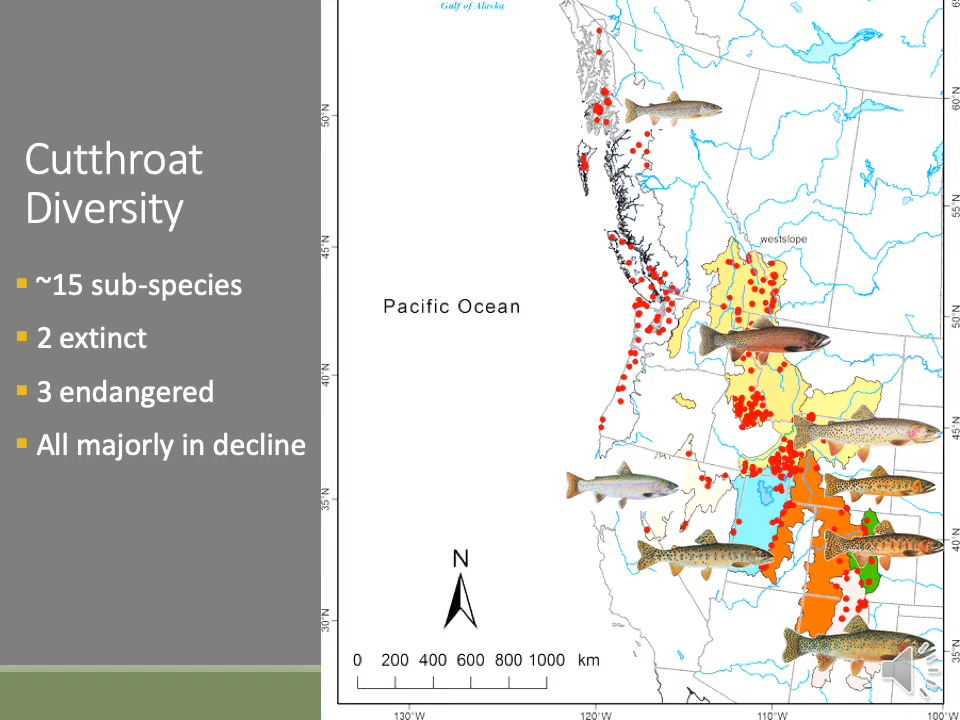 Cutthroat
Diversity
~15 sub-species
2 extinct
3 endangered
All majorly in decline
Gulf of Alaska
westslope
Pacific Ocean
N
0 200 400 600 800 1000 km
50°N
45°N
40°N
35°N
30°N
60°N
55°N
50°N
45°N
40°N
35°N
130°W 120°W 110°W 100°W